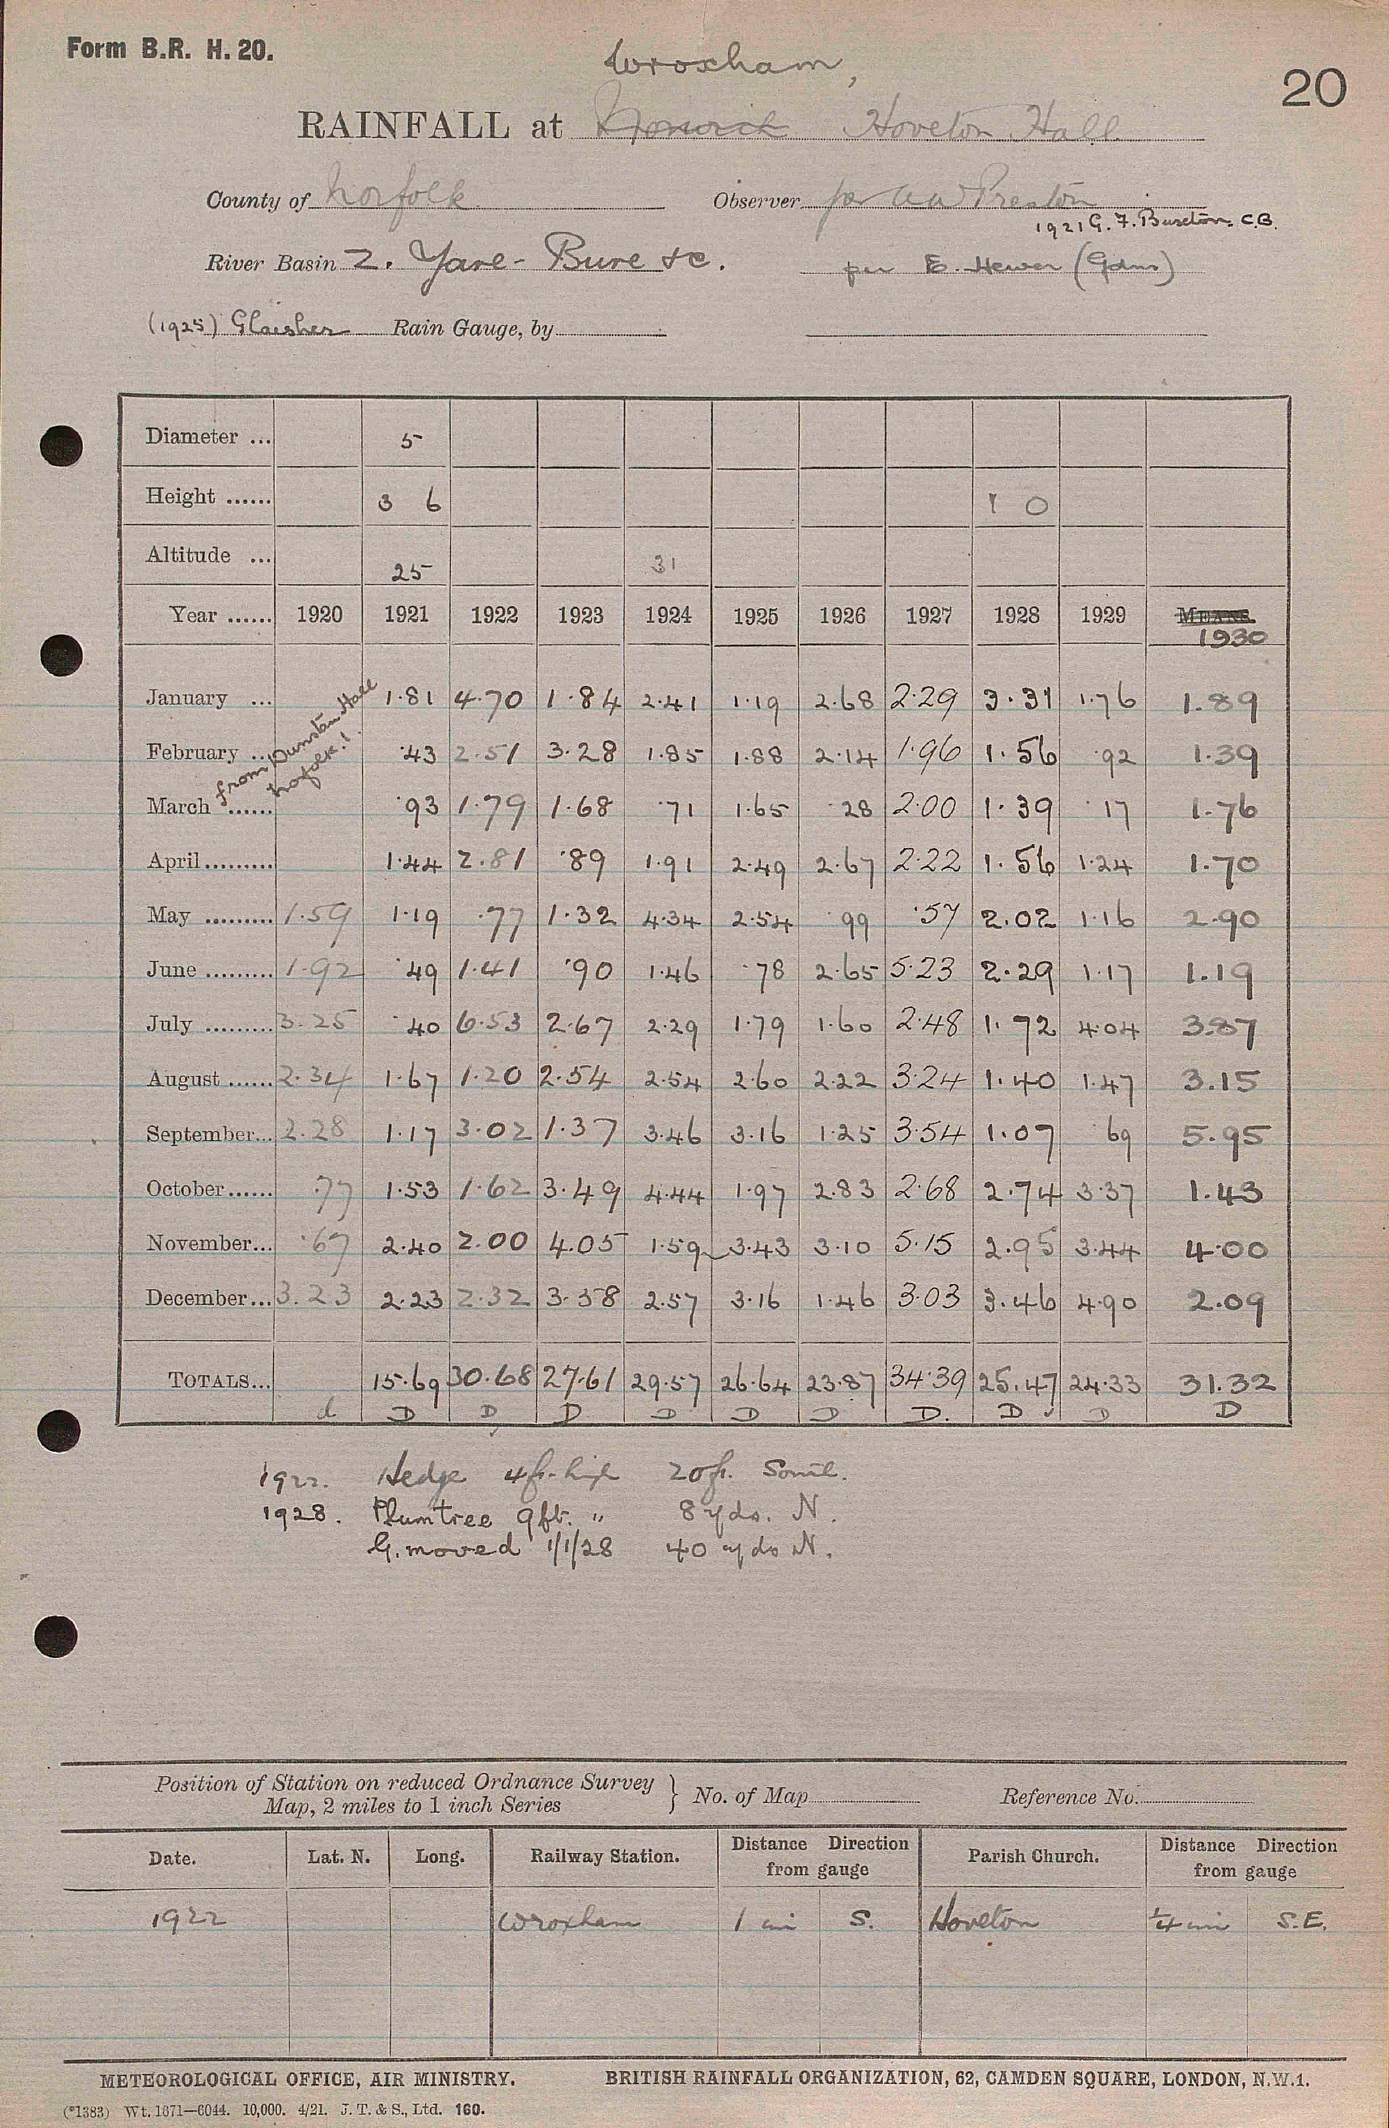 Form B.R. H. 20.
20
Wroxham,
RAINFALL at Norwich Hoveton Hall
County of Norfolk Observer per A W Preston
1921 G. F. Buxton. C.B.
River Basin 2. Yare - Bure &c. per E. Hewer (Gdnr)
(1925) Glaisher Rain Gauge, by
Diameter ... 5
Height ...... 3 6 1 0
Altitude ... 25 31
Year ...... 1920 1921 1922 1923 1924 1925 1926 1927 1928 1929 MEANS.
1930
from Dunston Hall
Norfolk.!
January ... 1.81 4.70 1.84 2.41 1.19 2.68 2.29 3.31 1.76 1.89
February ... .43 2.51 3.28 1.85 1.88 2.14 1.96 1.56 .92 1.39
March ...... .93 1.79 1.68 .71 1.65 .28 2.00 1.39 .17 1.76
April ......... 1.44 2.81 .89 1.91 2.49 2.67 2.22 1.56 1.24 1.70
May ......... 1.59 1.19 .77 1.32 4.34 2.54 .99 .57 2.02 1.16 2.90
June ......... 1.92 .49 1.41 .90 1.46 .78 2.65 5.23 2.29 1.17 1.19
July ......... 3.25 .40 6.53 2.67 2.29 1.79 1.60 2.48 1.72 4.04 3.87
August ...... 2.34 1.67 1.20 2.54 2.54 2.60 2.22 3.24 1.40 1.47 3.15
September... 2.28 1.17 3.02 1.37 3.46 3.16 1.25 3.54 1.07 .69 5.95
October...... .77 1.53 1.62 3.49 4.44 1.97 2.83 2.68 2.74 3.37 1.43
November... .67 2.40 2.00 4.05 1.59 3.43 3.10 5.15 2.95 3.44 4.00
December... 3.23 2.23 2.32 3.58 2.57 3.16 1.46 3.03 3.46 4.90 2.09
TOTALS... 15.69 30.68 27.61 29.57 26.64 23.87 34.39 25.47 24.33 31.32
d D D D D D D D. D ✓ D D
1922. Hedge 4ft. high 20ft. S and E.
1928. Plumtree 9ft. " 8 yds. N.
G. moved 1/1/28 40 yds N.
Position of Station on reduced Ordnance Survey
Map, 2 miles to 1 inch Series } No. of Map Reference No.
Date. Lat. N. Long. Railway Station. Distance Direction from gauge Parish Church. Distance Direction from gauge
1922 Wroxham 1 mi S. Hoveton ¼ mi S.E.
METEOROLOGICAL OFFICE, AIR MINISTRY. BRITISH RAINFALL ORGANIZATION, 62, CAMDEN SQUARE, LONDON, N.W.1.
(*1383) Wt. 1871—6044. 10,000. 4/21. J. T. & S., Ltd. 160.